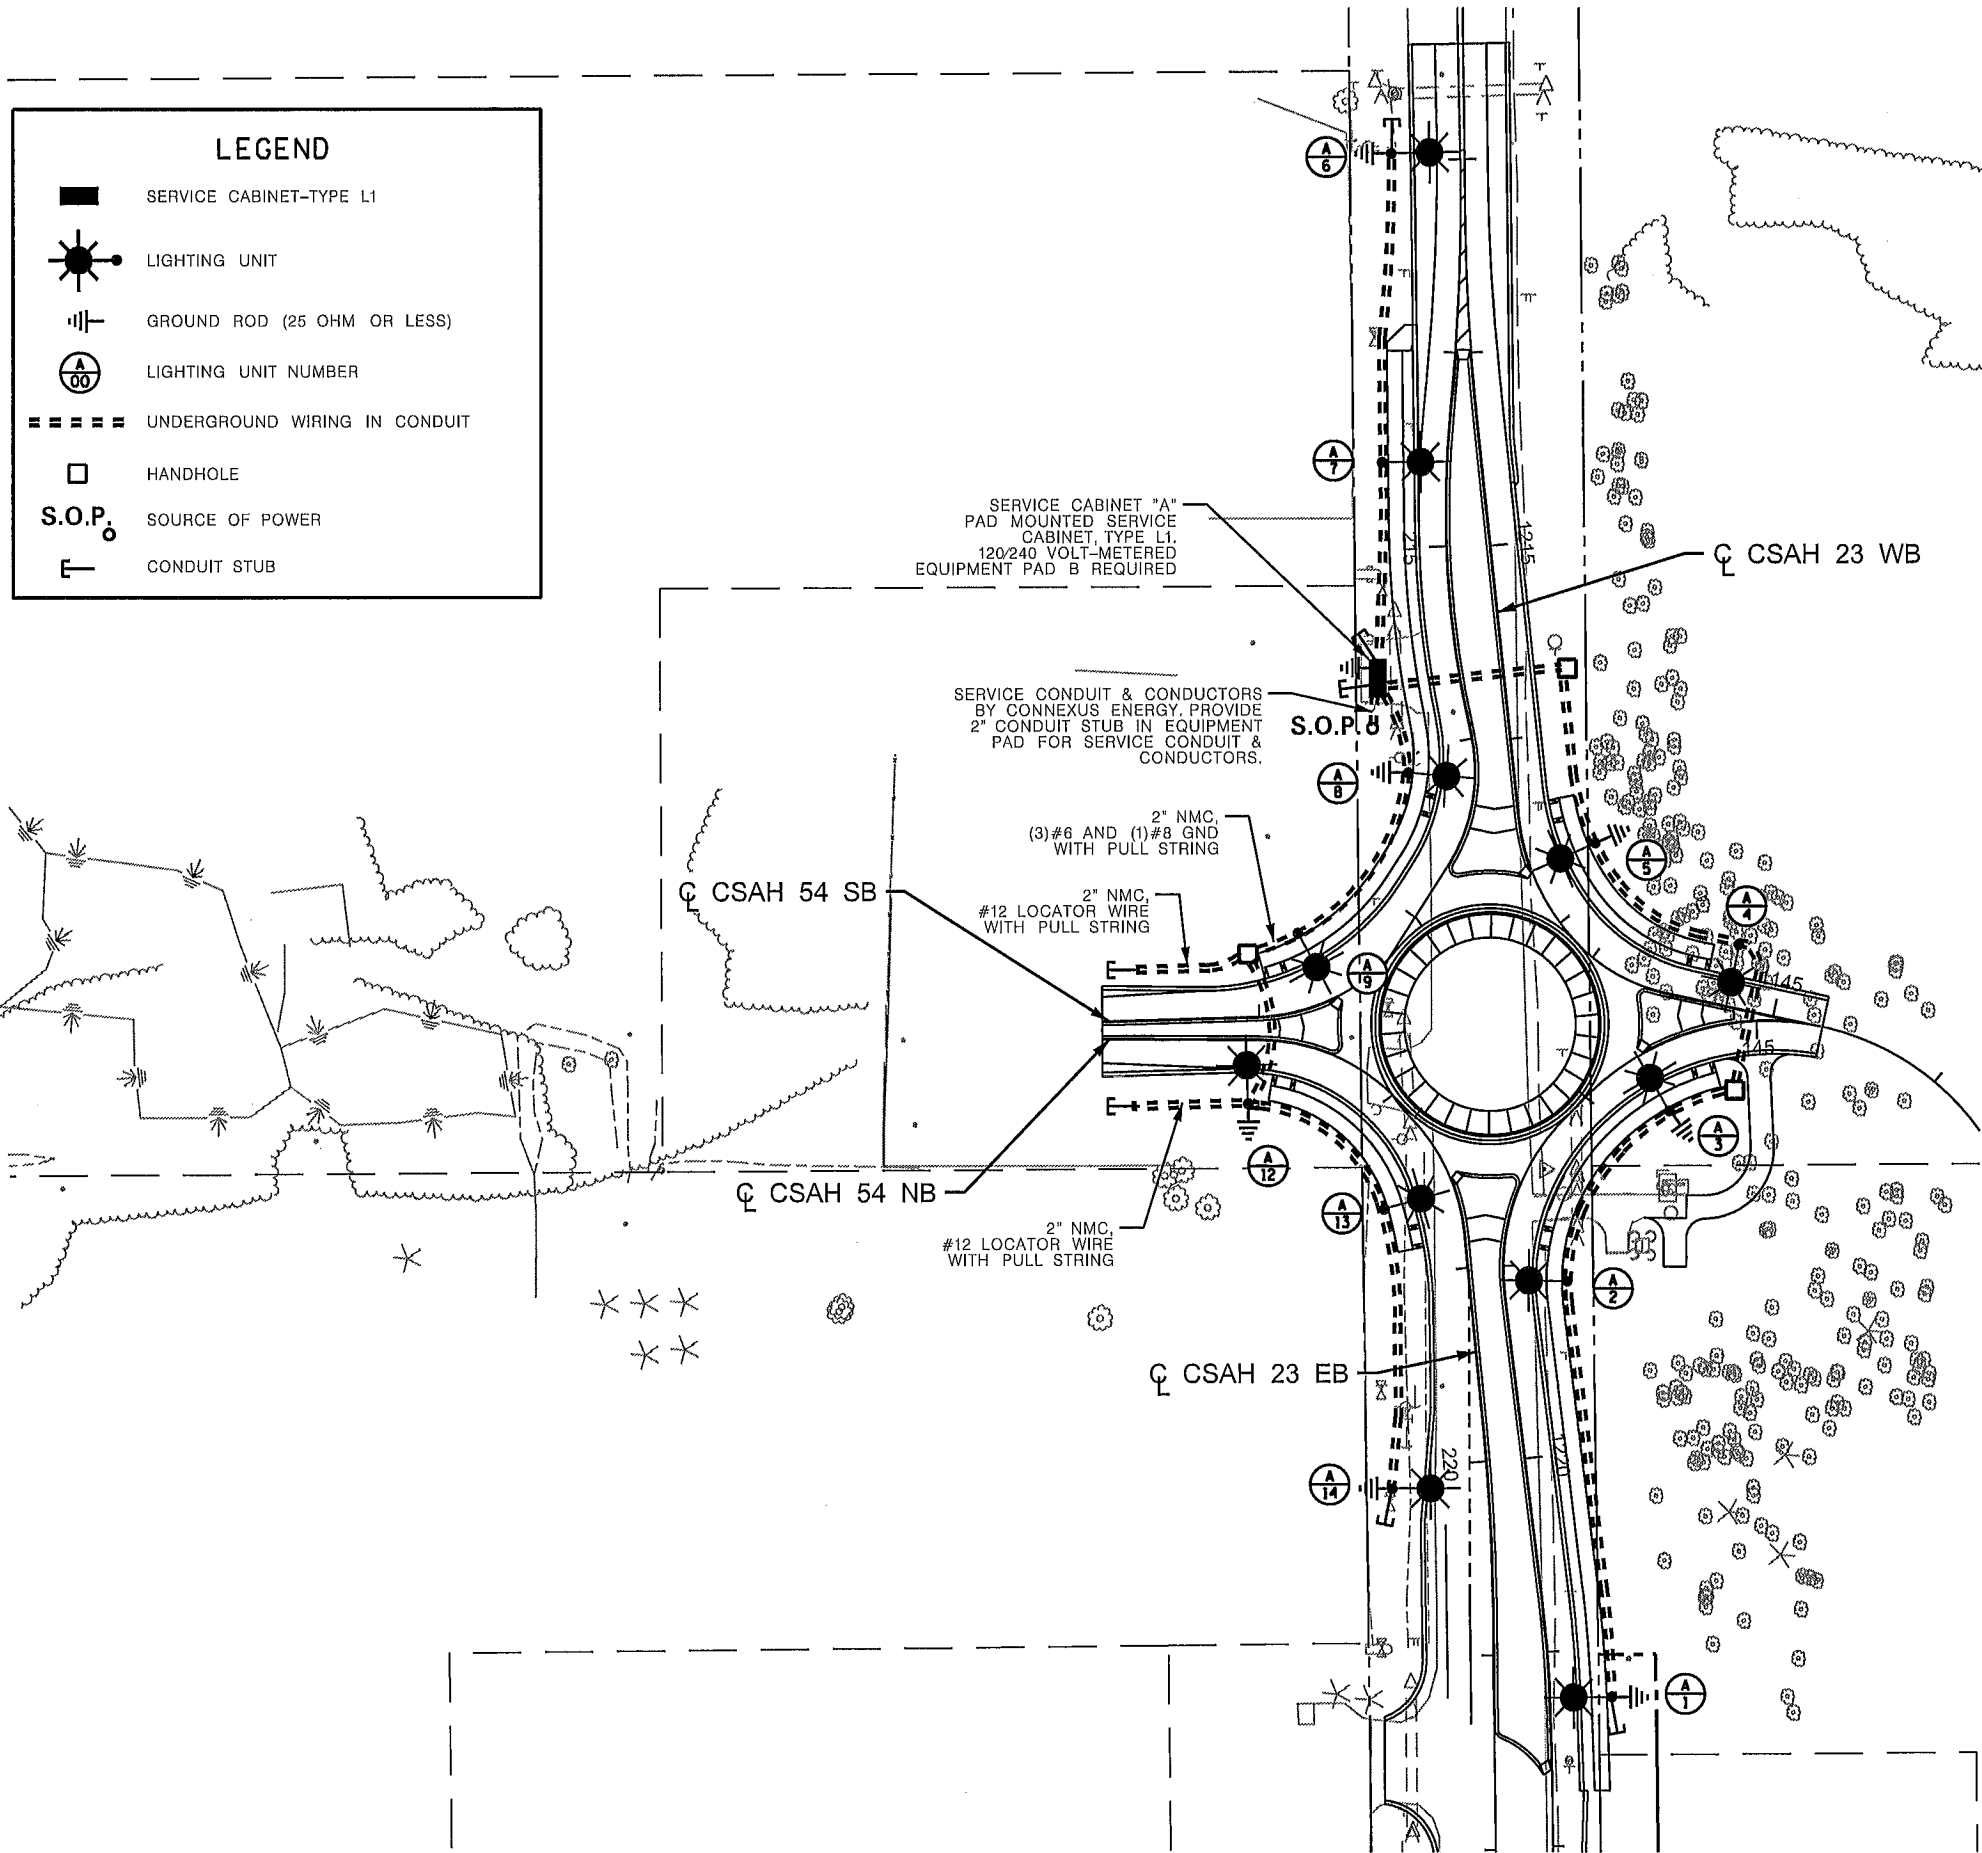 LEGEND
SERVICE CABINET-TYPE L1
LIGHTING UNIT
GROUND ROD (25 OHM OR LESS)
A
00
LIGHTING UNIT NUMBER
UNDERGROUND WIRING IN CONDUIT
HANDHOLE
S.O.P.
SOURCE OF POWER
CONDUIT STUB
A
6
A
7
SERVICE CABINET "A"
PAD MOUNTED SERVICE
CABINET, TYPE L1.
120/240 VOLT-METERED
EQUIPMENT PAD B REQUIRED
215
1215
℄ CSAH 23 WB
SERVICE CONDUIT & CONDUCTORS
BY CONNEXUS ENERGY. PROVIDE
2" CONDUIT STUB IN EQUIPMENT
PAD FOR SERVICE CONDUIT &
CONDUCTORS.
S.O.P.
A
8
2" NMC,
(3)#6 AND (1)#8 GND
WITH PULL STRING
A
5
℄ CSAH 54 SB
2" NMC,
#12 LOCATOR WIRE
WITH PULL STRING
A
4
A
9
145
145
A
3
A
12
℄ CSAH 54 NB
A
13
2" NMC,
#12 LOCATOR WIRE
WITH PULL STRING
A
2
℄ CSAH 23 EB
220
1220
A
14
A
1